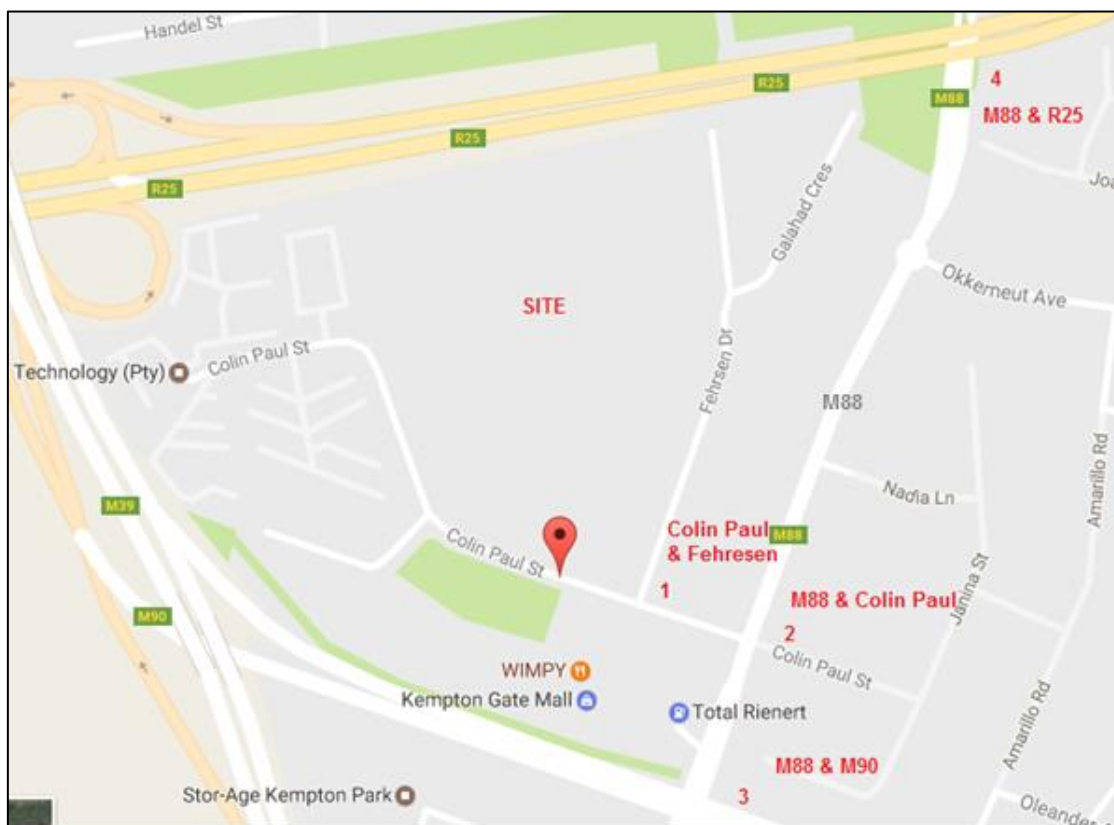 Handel St
R25
R25
R25
M88
4
M88 & R25
Okkerneut Ave
Galahad Cres
SITE
Colin Paul St
Technology (Pty)
Fehrsen Dr
M88
Amarillo Rd
Nadia Ln
M39
Colin Paul
& Fehresen
M88
Colin Paul St
1
M88 & Colin Paul
2
Janina St
M90
Colin Paul St
WIMPY
Kempton Gate Mall
Total Rienert
Amarillo Rd
M88 & M90
3
Stor-Age Kempton Park
Oleander